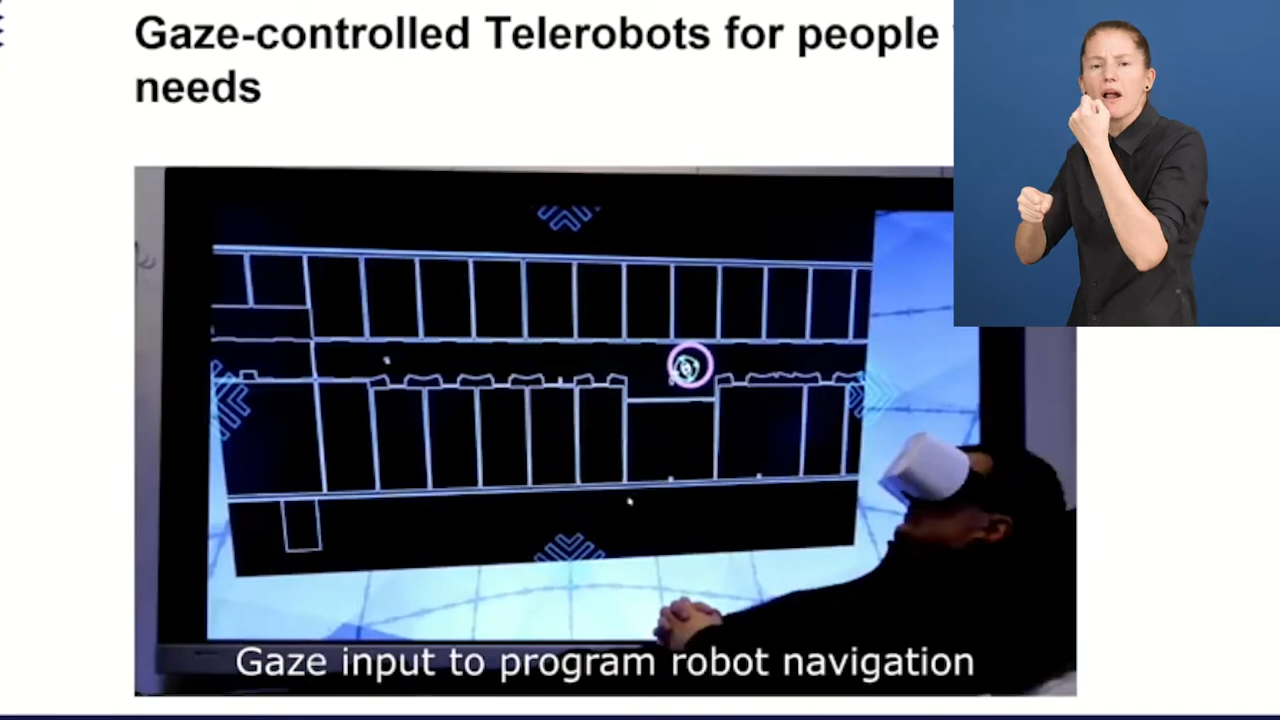 Gaze-controlled Telerobots for people
needs
Gaze input to program robot navigation